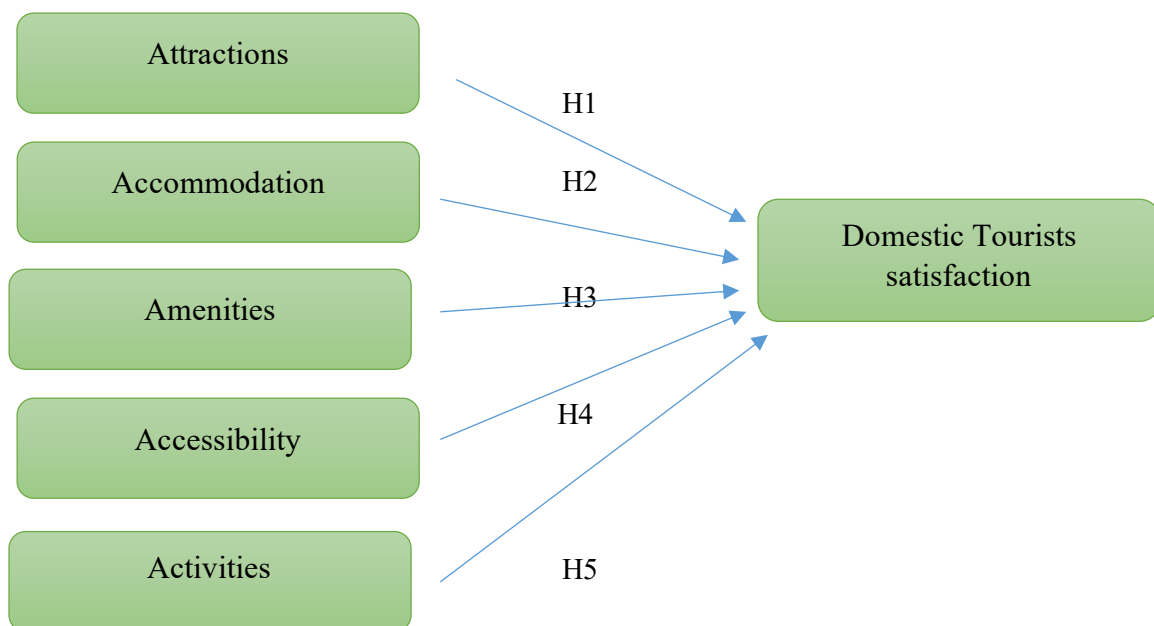 Attractions
H1
Accommodation
H2
Domestic Tourists
satisfaction
Amenities
H3
Accessibility
H4
Activities
H5